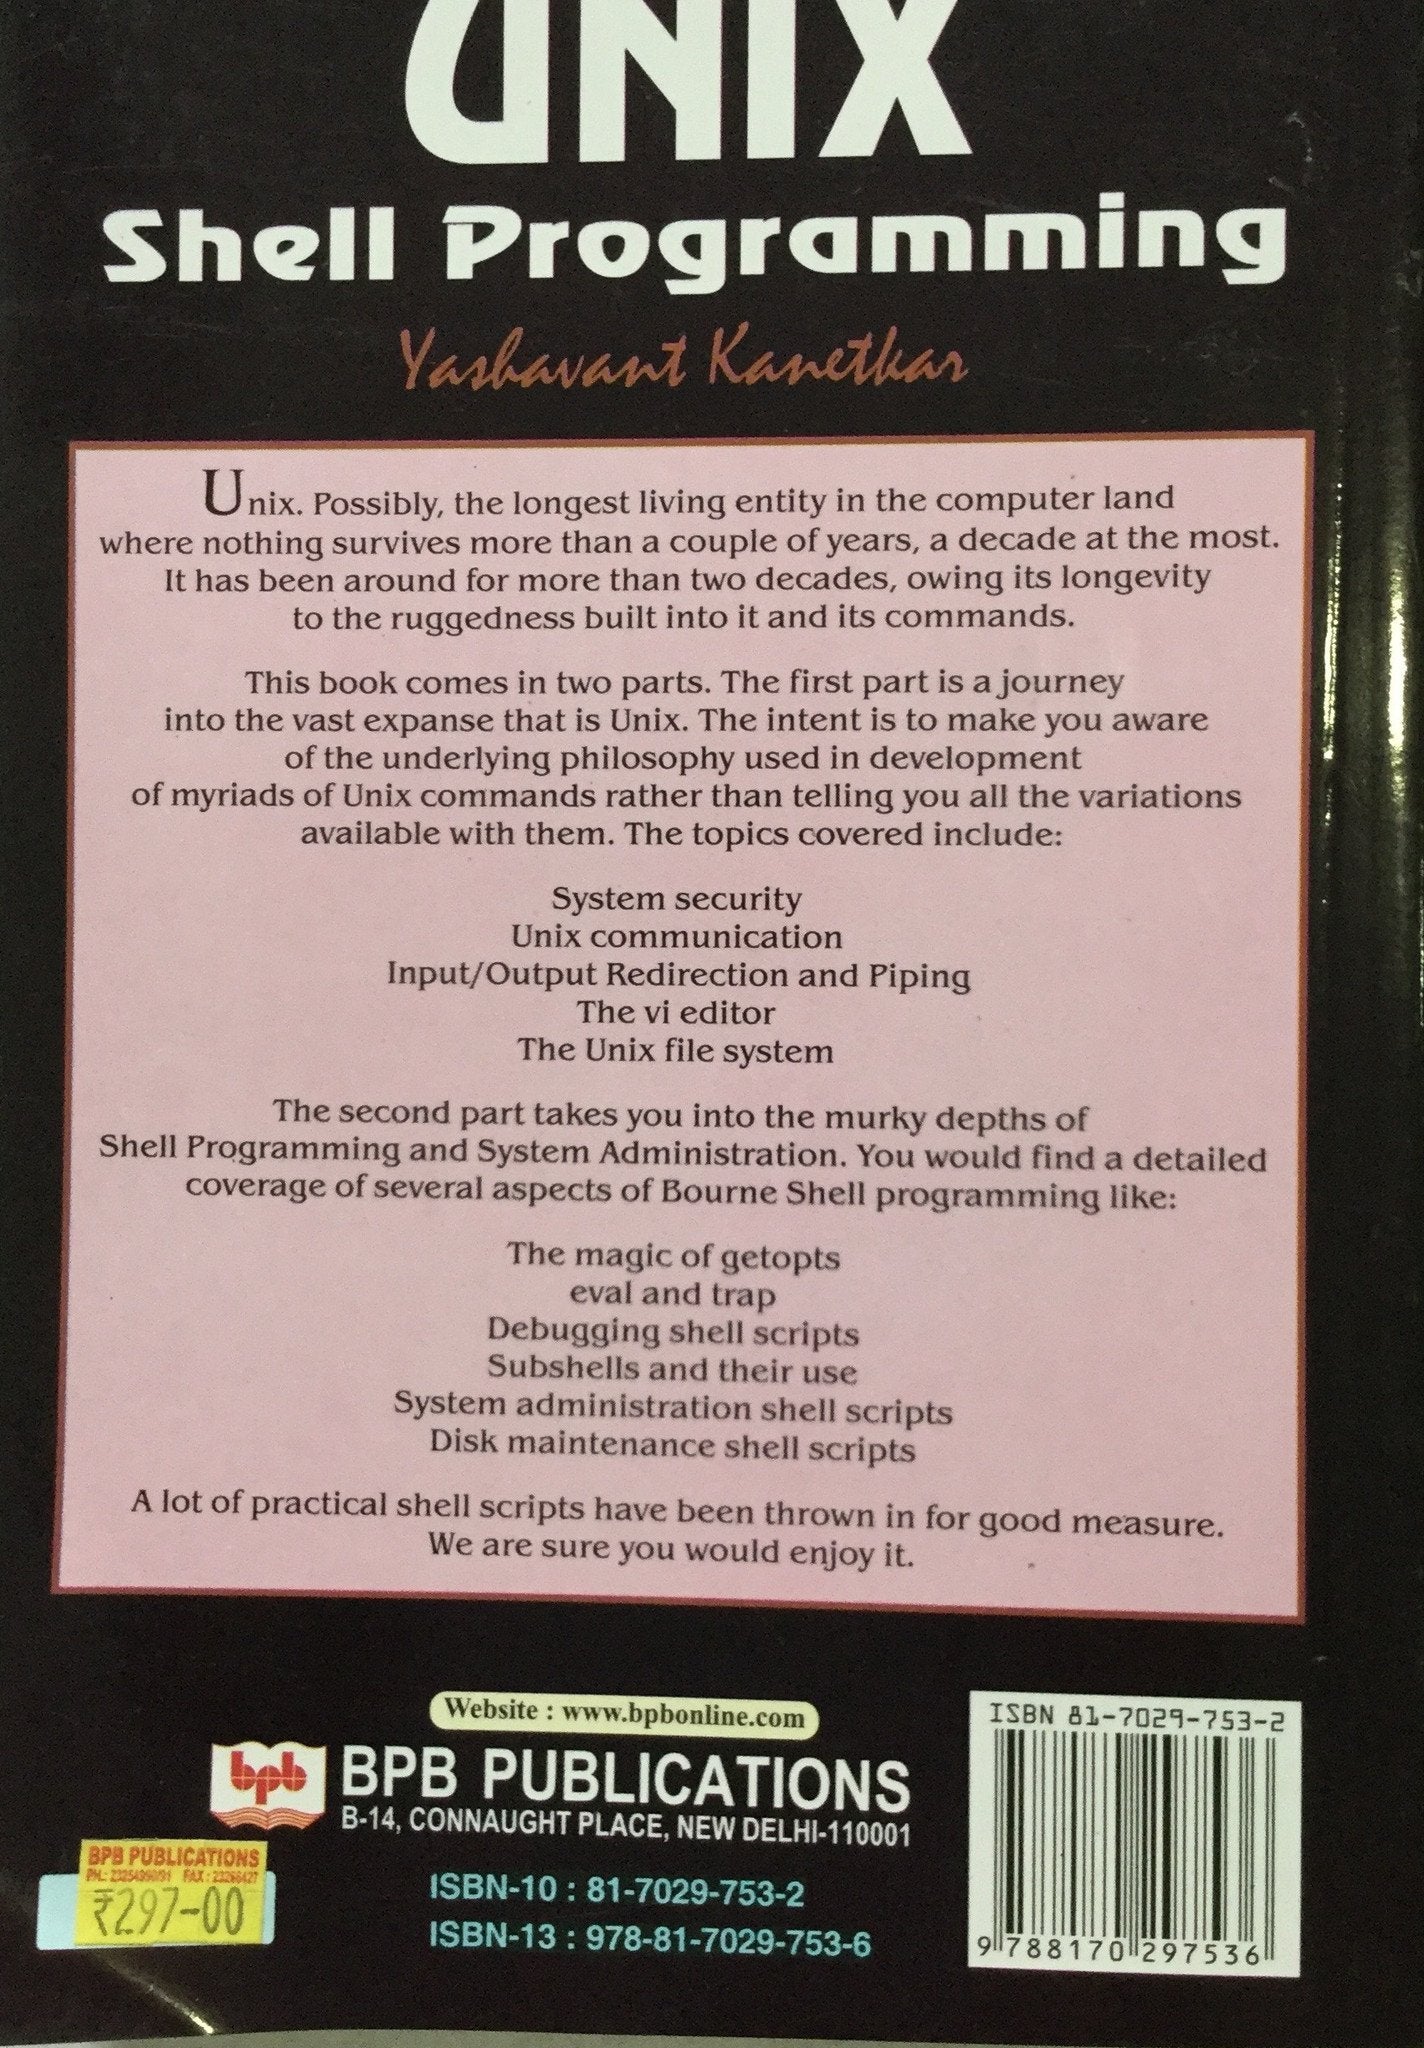 UNIX
Shell Programming
Yashavant Kanetkar
Unix. Possibly, the longest living entity in the computer land
where nothing survives more than a couple of years, a decade at the most.
It has been around for more than two decades, owing its longevity
to the ruggedness built into it and its commands.
This book comes in two parts. The first part is a journey
into the vast expanse that is Unix. The intent is to make you aware
of the underlying philosophy used in development
of myriads of Unix commands rather than telling you all the variations
available with them. The topics covered include:
System security
Unix communication
Input/Output Redirection and Piping
The vi editor
The Unix file system
The second part takes you into the murky depths of
Shell Programming and System Administration. You would find a detailed
coverage of several aspects of Bourne Shell programming like:
The magic of getopts
eval and trap
Debugging shell scripts
Subshells and their use
System administration shell scripts
Disk maintenance shell scripts
A lot of practical shell scripts have been thrown in for good measure.
We are sure you would enjoy it.
Website : www.bpbonline.com
bpb
BPB PUBLICATIONS
B-14, CONNAUGHT PLACE, NEW DELHI-110001
BPB PUBLICATIONS
PH.: FAX :
₹297-00
ISBN-10 : 81-7029-753-2
ISBN-13 : 978-81-7029-753-6
ISBN 81-7029-753-2
9 788170 297536